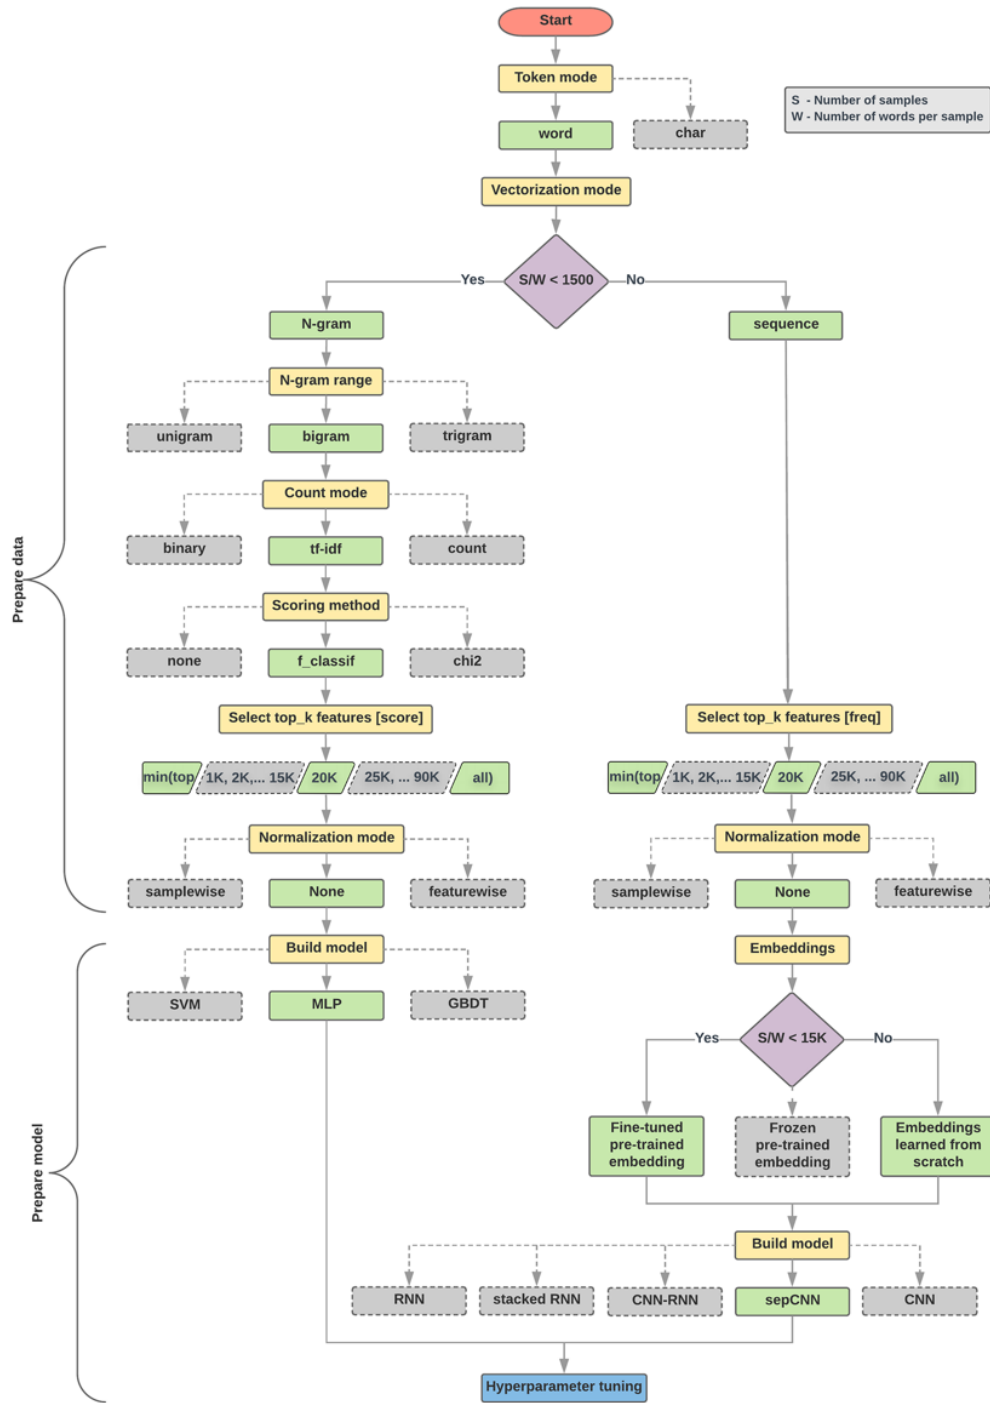 Start
Token mode
S - Number of samples
W - Number of words per sample
word
char
Vectorization mode
S/W < 1500
Yes
No
N-gram
sequence
N-gram range
unigram
bigram
trigram
Count mode
binary
tf-idf
count
Scoring method
none
f_classif
chi2
Select top_k features [score]
Select top_k features [freq]
min(top 1K, 2K,... 15K 20K 25K, ... 90K all)
min(top 1K, 2K,... 15K 20K 25K, ... 90K all)
Normalization mode
Normalization mode
samplewise
None
featurewise
samplewise
None
featurewise
Prepare data
Build model
Embeddings
SVM
MLP
GBDT
S/W < 15K
Yes
No
Fine-tuned
pre-trained
embedding
Frozen
pre-trained
embedding
Embeddings
learned from
scratch
Prepare model
Build model
RNN
stacked RNN
CNN-RNN
sepCNN
CNN
Hyperparameter tuning